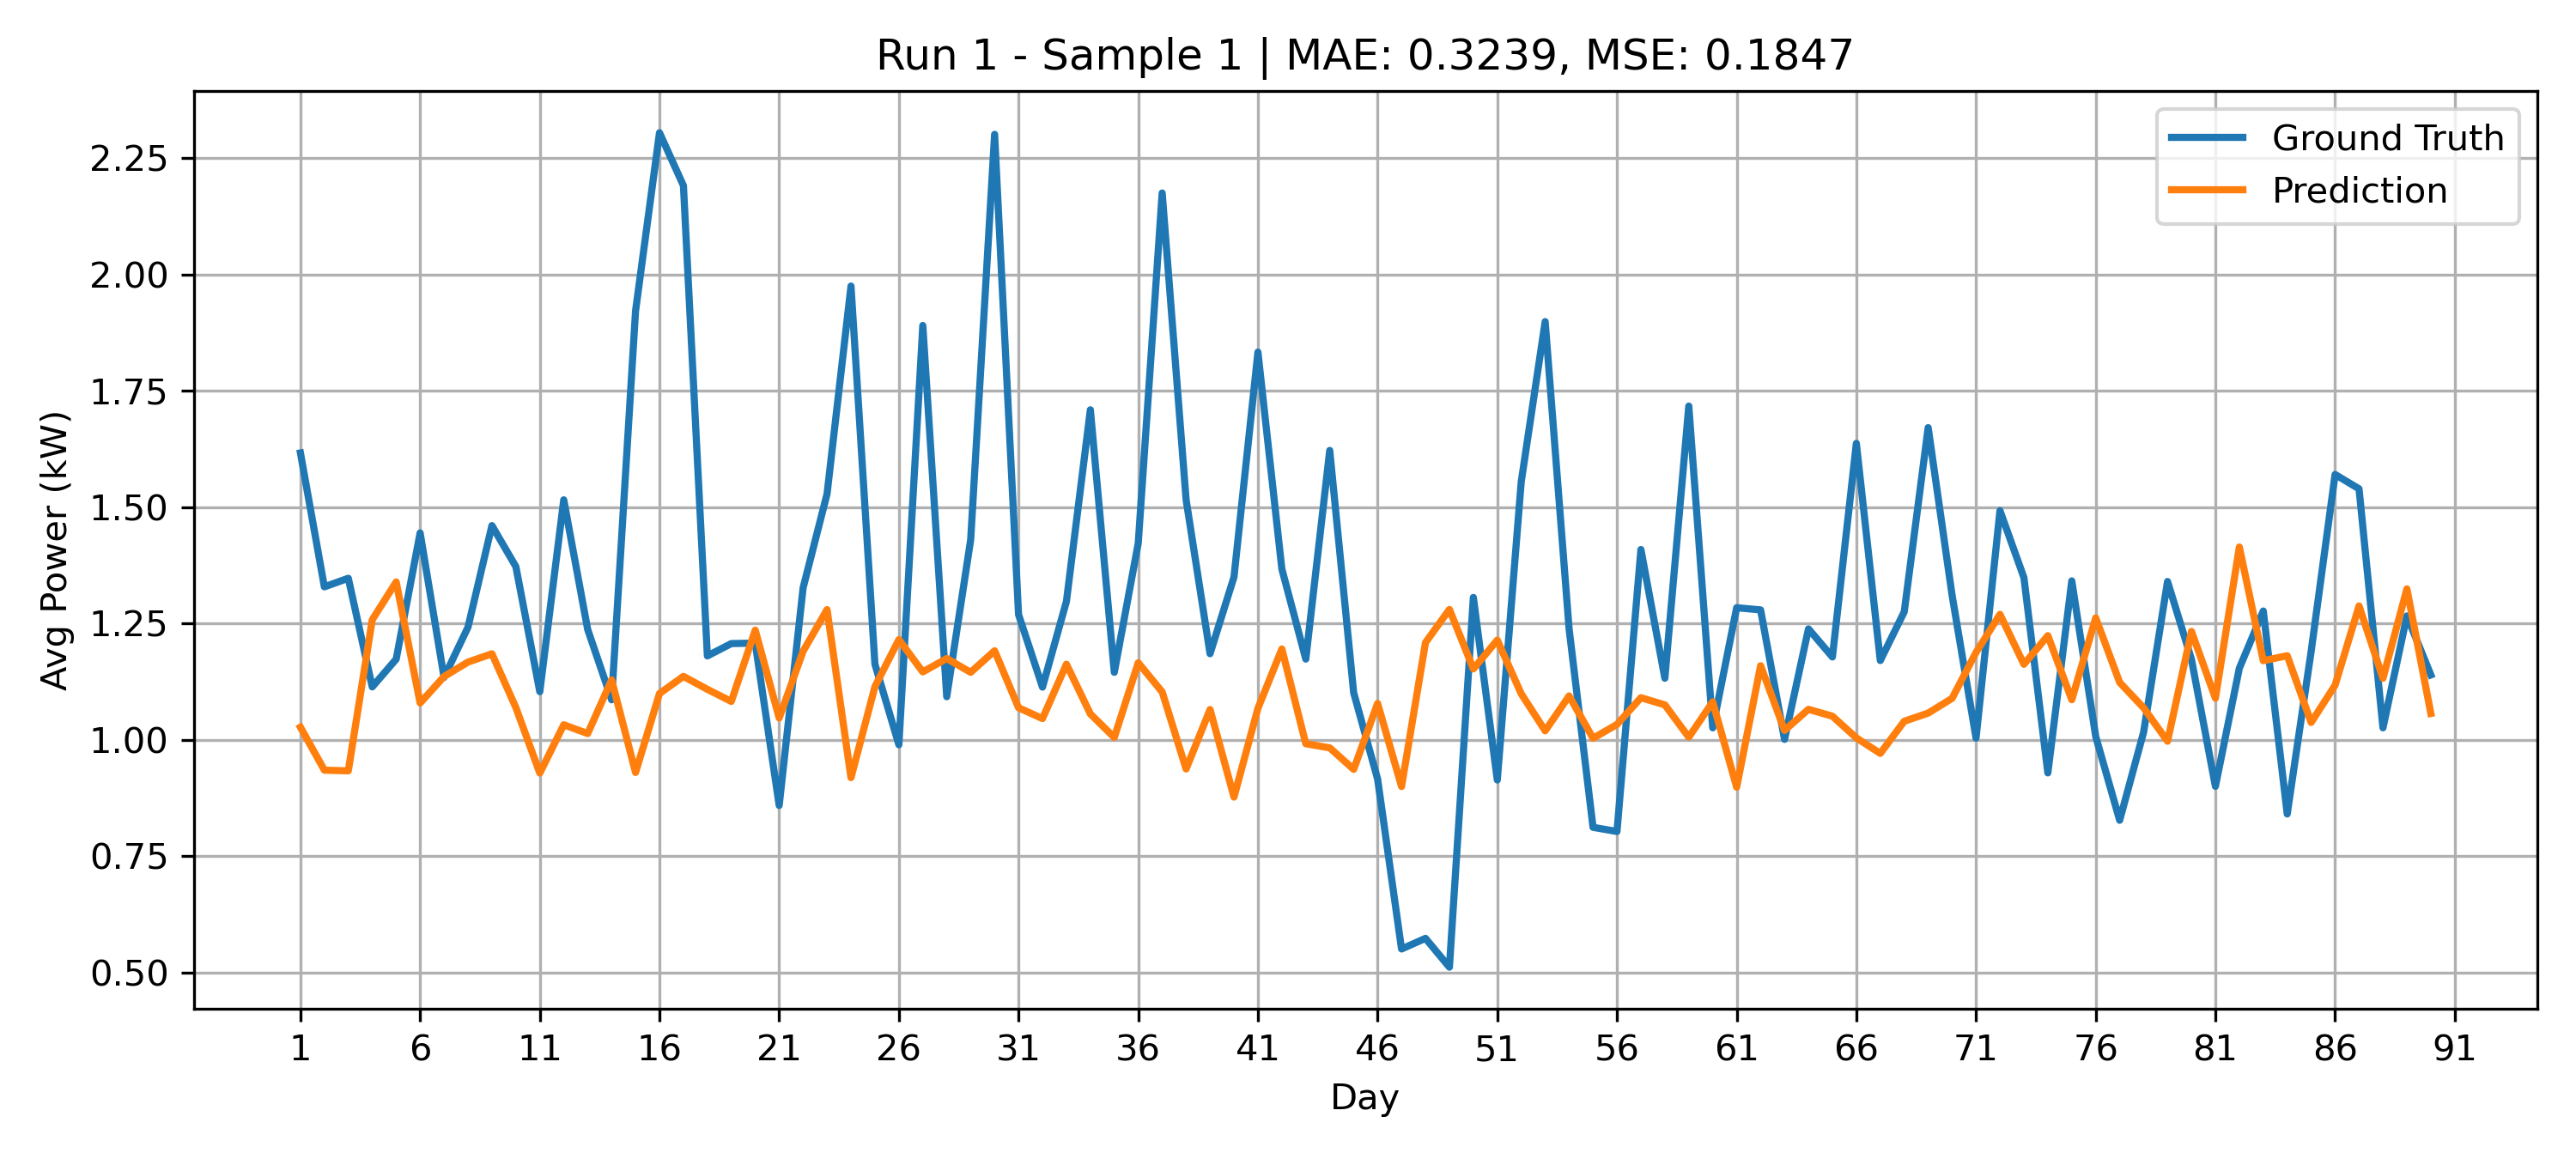 Run 1 - Sample 1 | MAE: 0.3239, MSE: 0.1847
Ground Truth
Prediction
Avg Power (kW)
2.25
2.00
1.75
1.50
1.25
1.00
0.75
0.50
1 6 11 16 21 26 31 36 41 46 51 56 61 66 71 76 81 86 91
Day